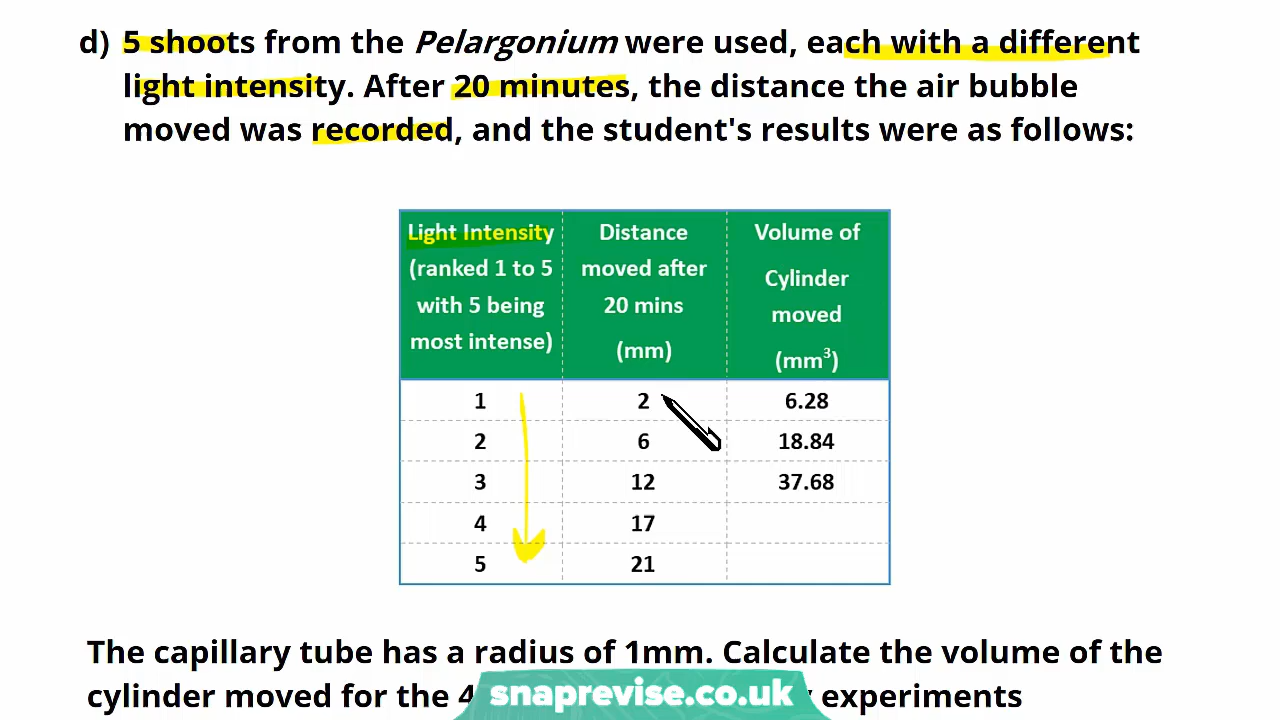 d) 5 shoots from the Pelargonium were used, each with a different
light intensity. After 20 minutes, the distance the air bubble
moved was recorded, and the student's results were as follows:
Light Intensity
(ranked 1 to 5
with 5 being
most intense)
Distance
moved after
20 mins
(mm)
Volume of
Cylinder
moved
(mm³)
1 2 6.28
2 6 18.84
3 12 37.68
4 17
5 21
The capillary tube has a radius of 1mm. Calculate the volume of the
cylinder moved for the 4 experiments
snaprevise.co.uk